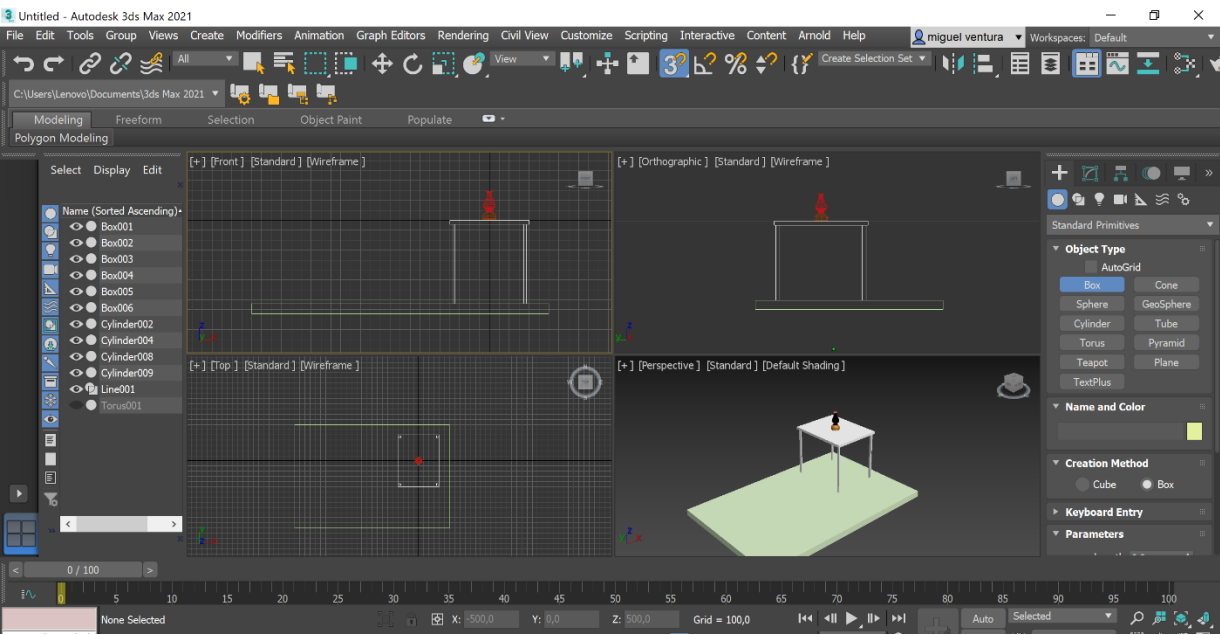 Untitled - Autodesk 3ds Max 2021
File Edit Tools Group Views Create Modifiers Animation Graph Editors Rendering Civil View Customize Scripting Interactive Content Arnold Help miguel ventura Workspaces: Default
All View Create Selection Set
C:\Users\Lenovo\Documents\3ds Max 2021
Modeling Freeform Selection Object Paint Populate
Polygon Modeling
Select Display Edit
Name (Sorted Ascending)
Box001
Box002
Box003
Box004
Box005
Box006
Cylinder002
Cylinder004
Cylinder008
Cylinder009
Line001
Torus001
[+] [Front] [Standard] [Wireframe]
[+] [Orthographic] [Standard] [Wireframe]
[+] [Top] [Standard] [Wireframe]
[+] [Perspective] [Standard] [Default Shading]
Standard Primitives
Object Type
AutoGrid
Box Cone
Sphere GeoSphere
Cylinder Tube
Torus Pyramid
Teapot Plane
TextPlus
Name and Color
Creation Method
Cube Box
Keyboard Entry
Parameters
0 / 100
0 5 10 15 20 25 30 35 40 45 50 55 60 65 70 75 80 85 90 95 100
None Selected X: -500,0 Y: 0,0 Z: 500,0 Grid = 100,0 Auto Selected